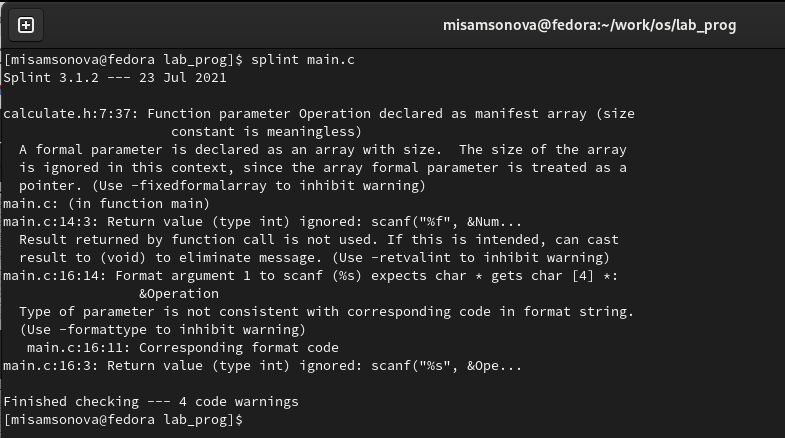 misamsonova@fedora:~/work/os/lab_prog
[misamsonova@fedora lab_prog]$ splint main.c
Splint 3.1.2 --- 23 Jul 2021

calculate.h:7:37: Function parameter Operation declared as manifest array (size
                     constant is meaningless)
  A formal parameter is declared as an array with size.  The size of the array
  is ignored in this context, since the array formal parameter is treated as a
  pointer. (Use -fixedformalarray to inhibit warning)
main.c: (in function main)
main.c:14:3: Return value (type int) ignored: scanf("%f", &Num...
  Result returned by function call is not used. If this is intended, can cast
  result to (void) to eliminate message. (Use -retvalint to inhibit warning)
main.c:16:14: Format argument 1 to scanf (%s) expects char * gets char [4] *:
                 &Operation
  Type of parameter is not consistent with corresponding code in format string.
  (Use -formattype to inhibit warning)
   main.c:16:11: Corresponding format code
main.c:16:3: Return value (type int) ignored: scanf("%s", &Ope...

Finished checking --- 4 code warnings
[misamsonova@fedora lab_prog]$